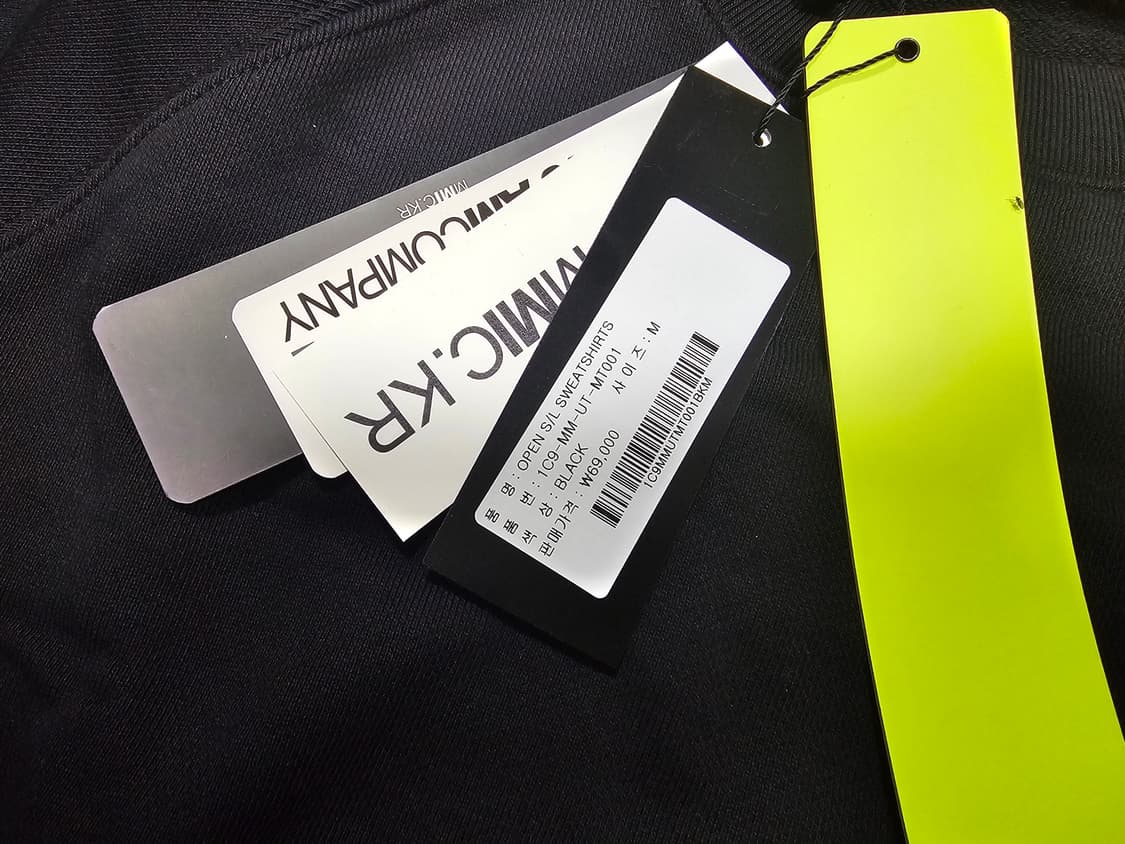 MMIC.KR
COMPANY
MMIC.KR
품 명 : OPEN S/L SWEATSHIRTS
품 번 : 1C9-MM-UT-MT001
색 상 : BLACK 사 이 즈 : M
판매가격 : ₩69,000
1C9MMUTMT001BKM